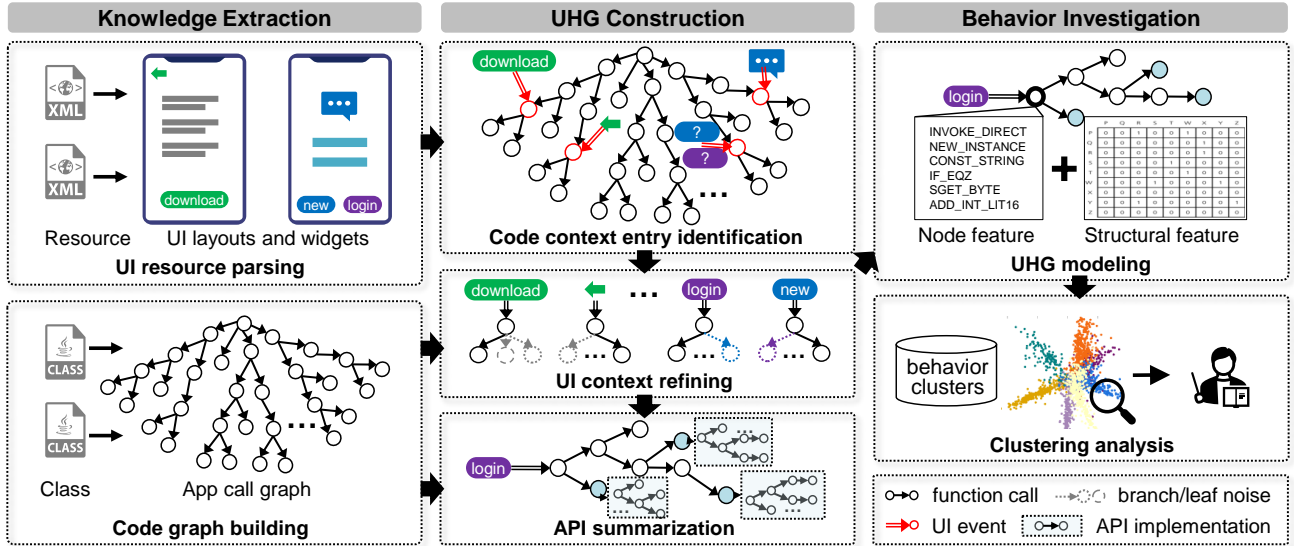 Knowledge Extraction
XML
XML
download
new
login
Resource
UI layouts and widgets
UI resource parsing
CLASS
CLASS
Class
App call graph
Code graph building
UHG Construction
download
?
?
Code context entry identification
download
login
new
UI context refining
login
API summarization
Behavior Investigation
login
INVOKE_DIRECT
NEW_INSTANCE
CONST_STRING
IF_EQZ
SGET_BYTE
ADD_INT_LIT16
Node feature
P Q R S T W X Y Z
Structural feature
UHG modeling
behavior
clusters
Clustering analysis
function call
branch/leaf noise
UI event
API implementation